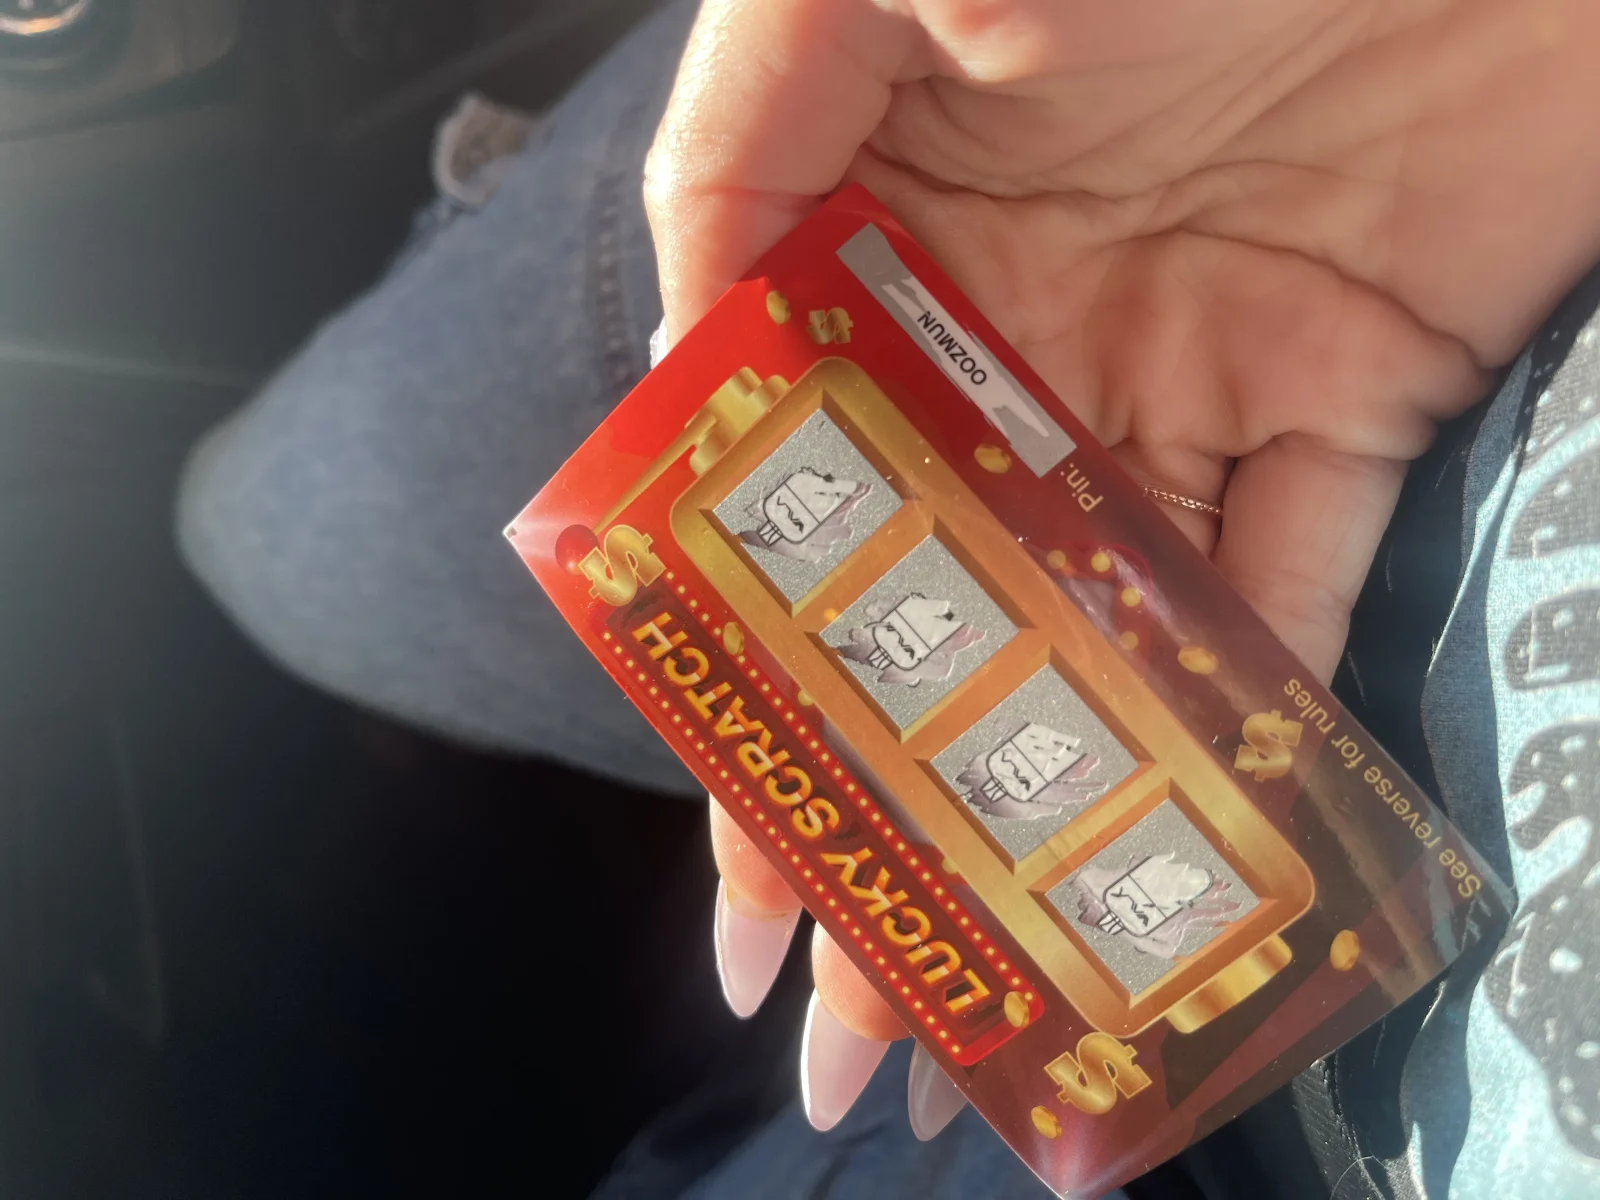 LUCKY SCRATCH
Pin:
OOZMUN
See reverse for rules